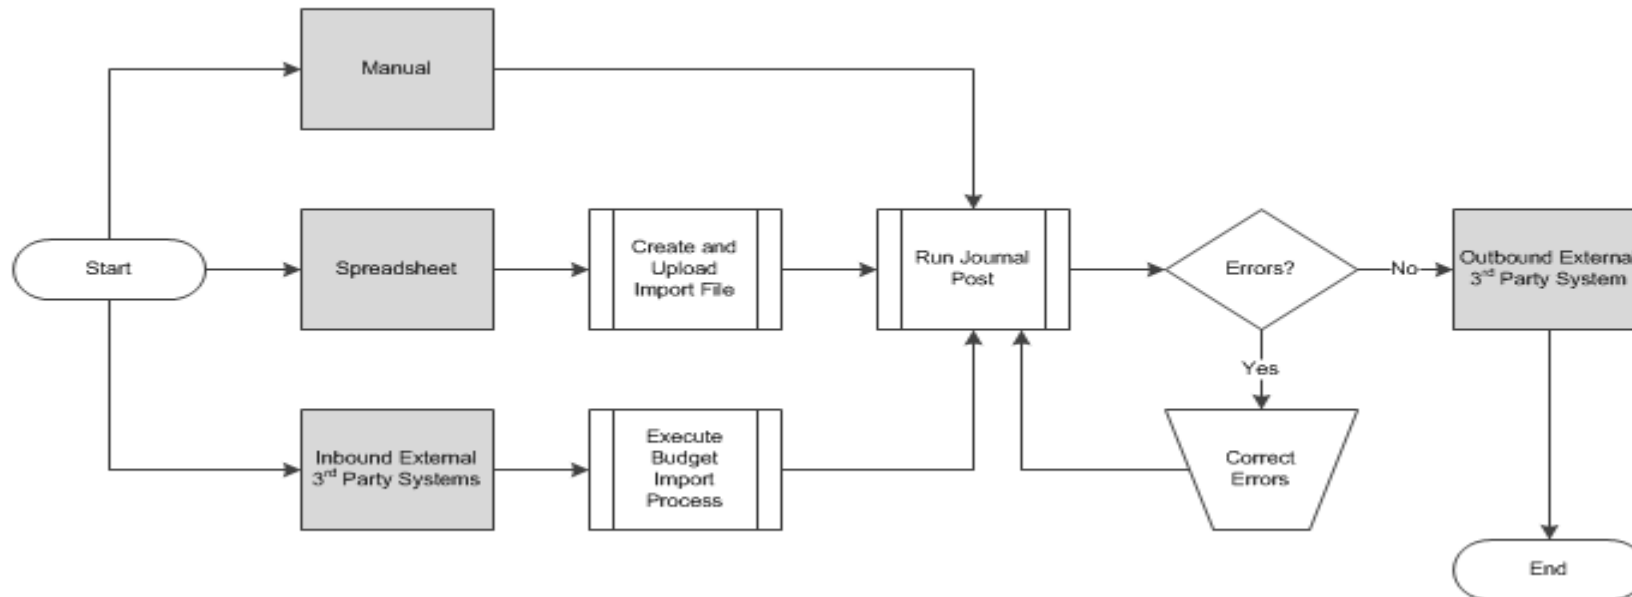 Manual
Start
Spreadsheet
Create and
Upload
Import File
Run Journal
Post
Errors?
No
Outbound Externa
3rd Party System
Yes
Inbound External
3rd Party Systems
Execute
Budget
Import
Process
Correct
Errors
End